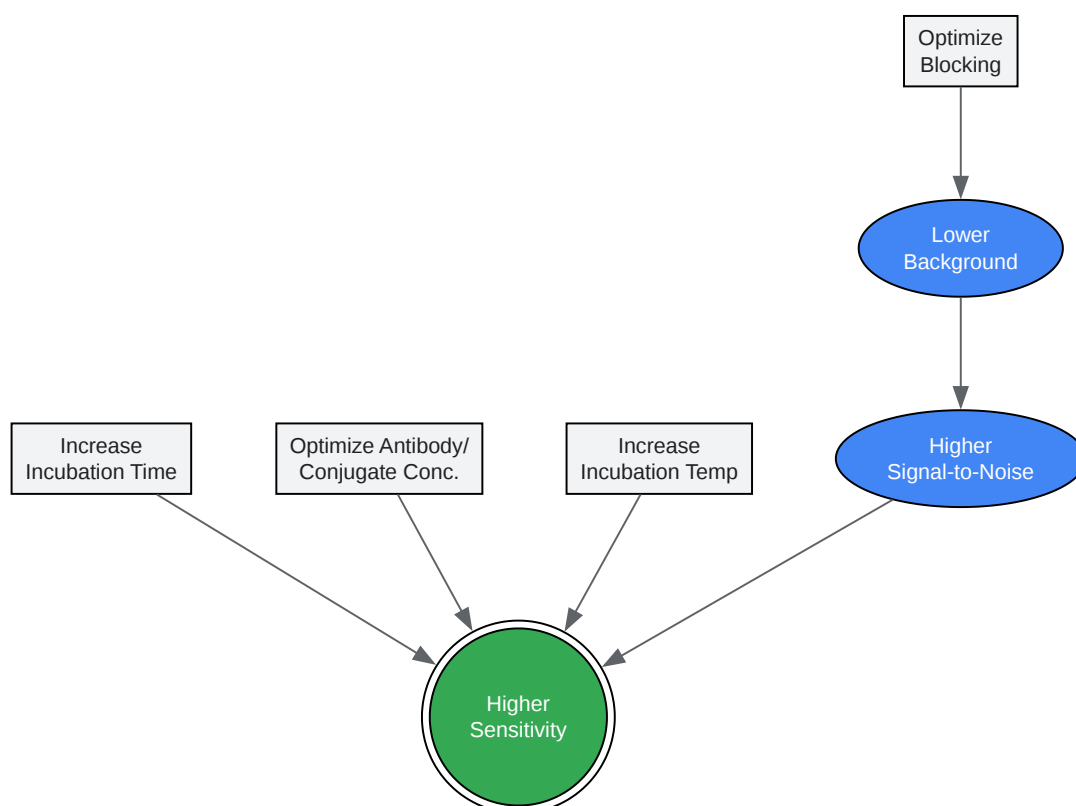 Optimize
Blocking
Lower
Background
Increase
Incubation Time
Optimize Antibody/
Conjugate Conc.
Increase
Incubation Temp
Higher
Signal-to-Noise
Higher
Sensitivity